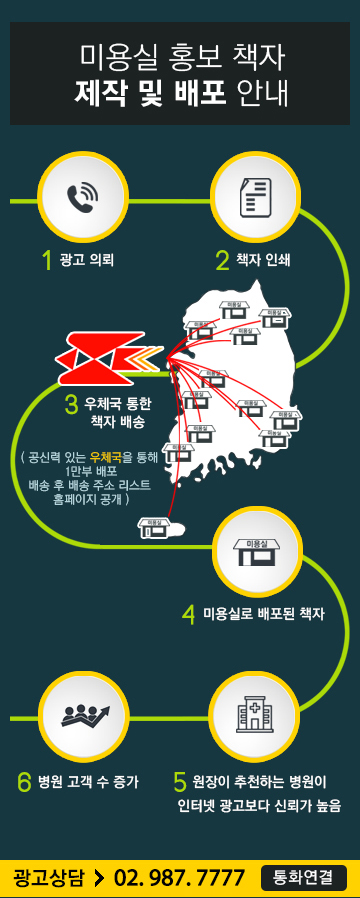 미용실 홍보 책자
제작 및 배포 안내
1 광고 의뢰
2 책자 인쇄
미용실
미용실
미용실
미용실
미용실
미용실
미용실
미용실
미용실
미용실
미용실
미용실
3 우체국 통한
책자 배송
( 공신력 있는 우체국을 통해
1만부 배포
배송 후 배송 주소 리스트
홈페이지 공개 )
미용실
4 미용실로 배포된 책자
6 병원 고객 수 증가
5 원장이 추천하는 병원이
인터넷 광고보다 신뢰가 높음
광고상담 02. 987. 7777 통화연결